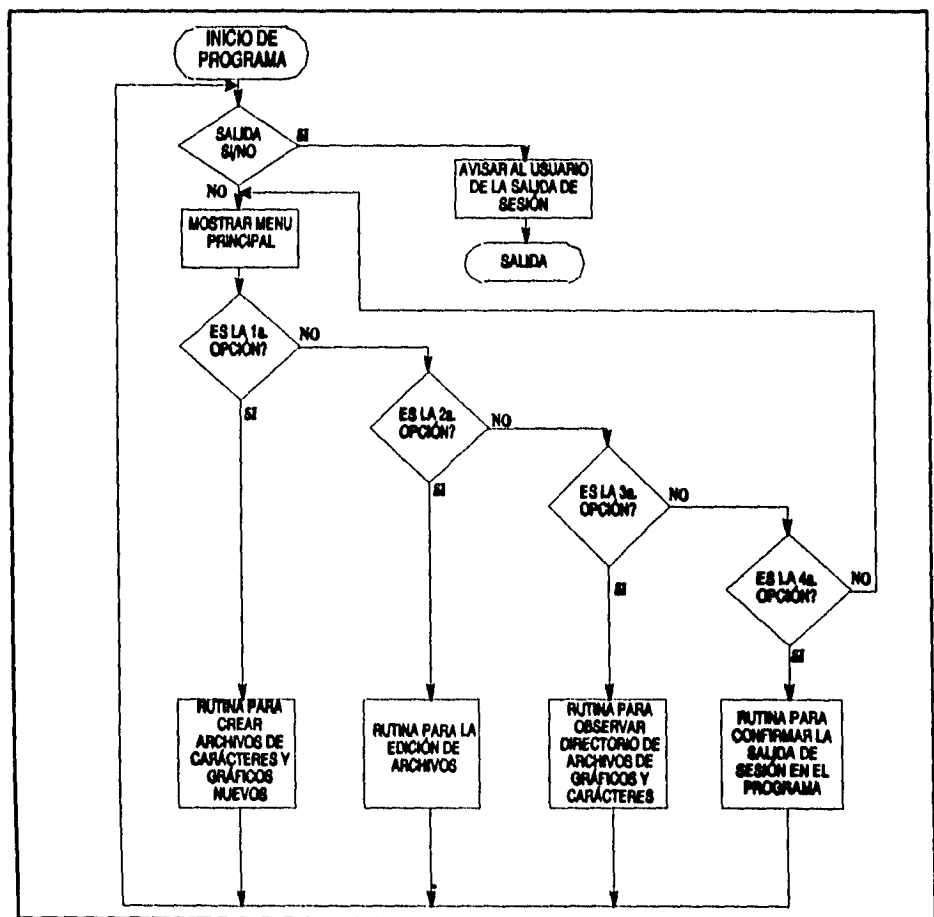 INICIO DE
PROGRAMA
SALIDA
SI/NO
SI
AVISAR AL USUARIO
DE LA SALIDA DE
SESIÓN
NO
MOSTRAR MENU
PRINCIPAL
SALIDA
ES LA 1a.
OPCIÓN?
NO
SI
ES LA 2a.
OPCIÓN?
NO
SI
ES LA 3a.
OPCIÓN?
NO
SI
ES LA 4a.
OPCIÓN?
NO
SI
RUTINA PARA
CREAR
ARCHIVOS DE
CARÁCTERES Y
GRÁFICOS
NUEVOS
RUTINA PARA LA
EDICIÓN DE
ARCHIVOS
RUTINA PARA
OBSERVAR
DIRECTORIO DE
ARCHIVOS DE
GRÁFICOS Y
CARÁCTERES
RUTINA PARA
CONFIRMAR LA
SALIDA DE
SESIÓN EN EL
PROGRAMA